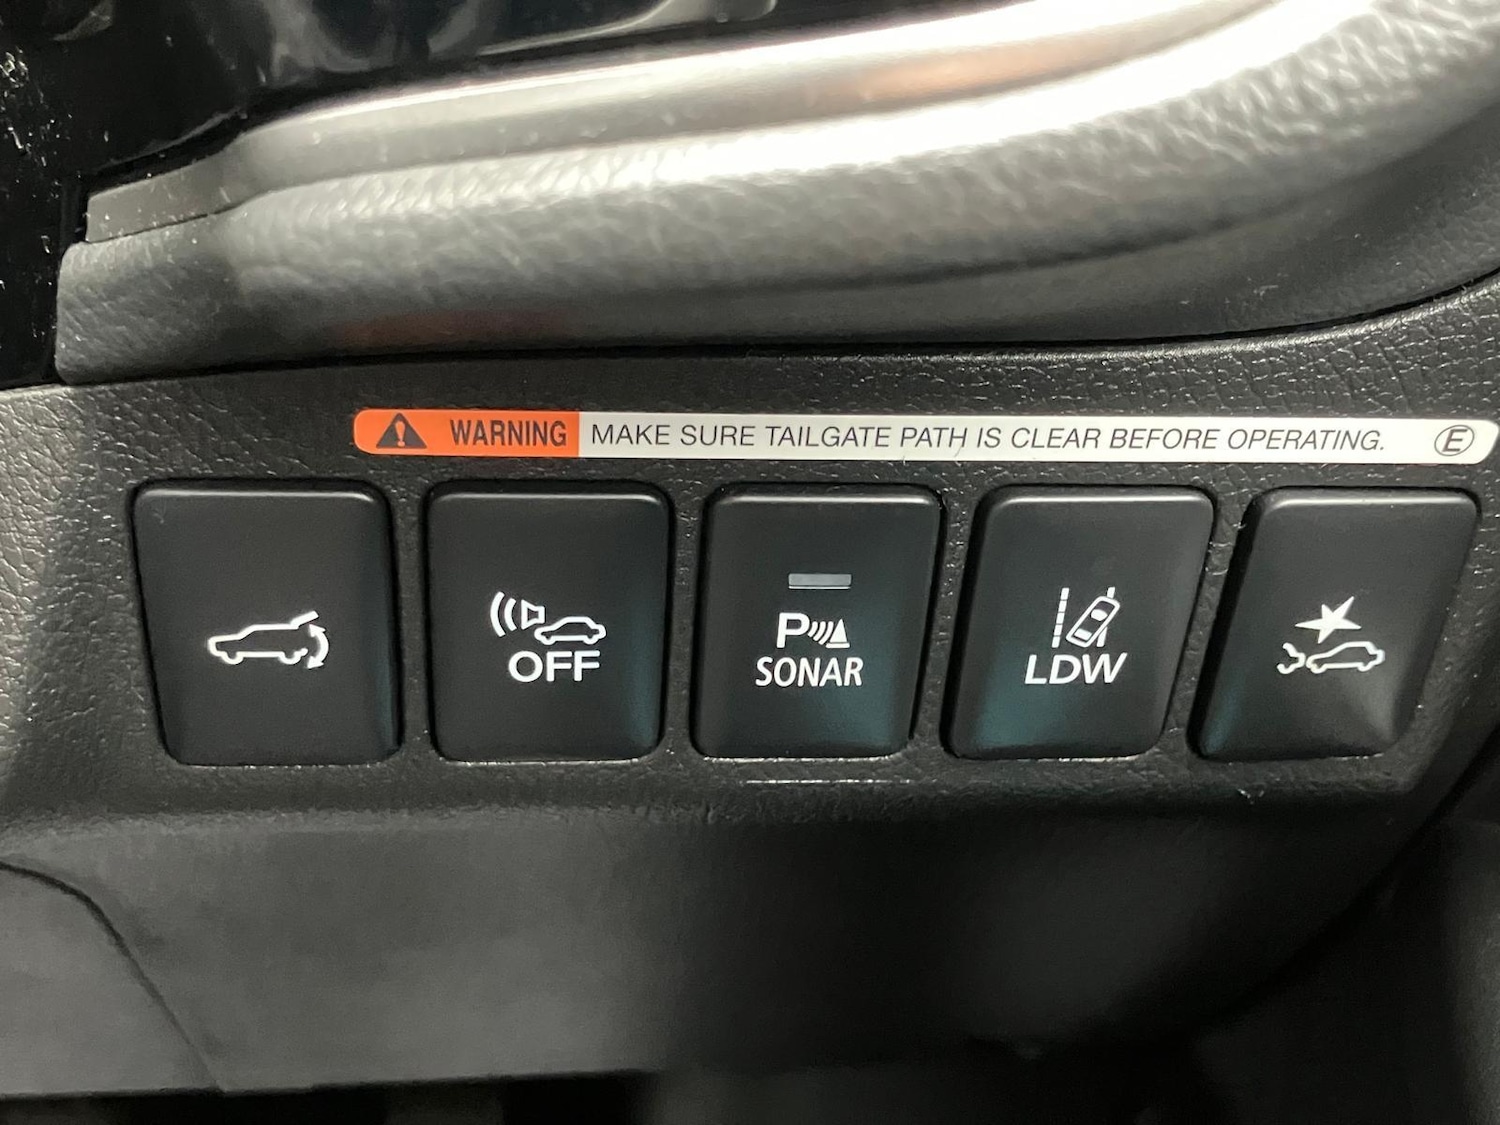 WARNING MAKE SURE TAILGATE PATH IS CLEAR BEFORE OPERATING. E
OFF
P
SONAR
LDW